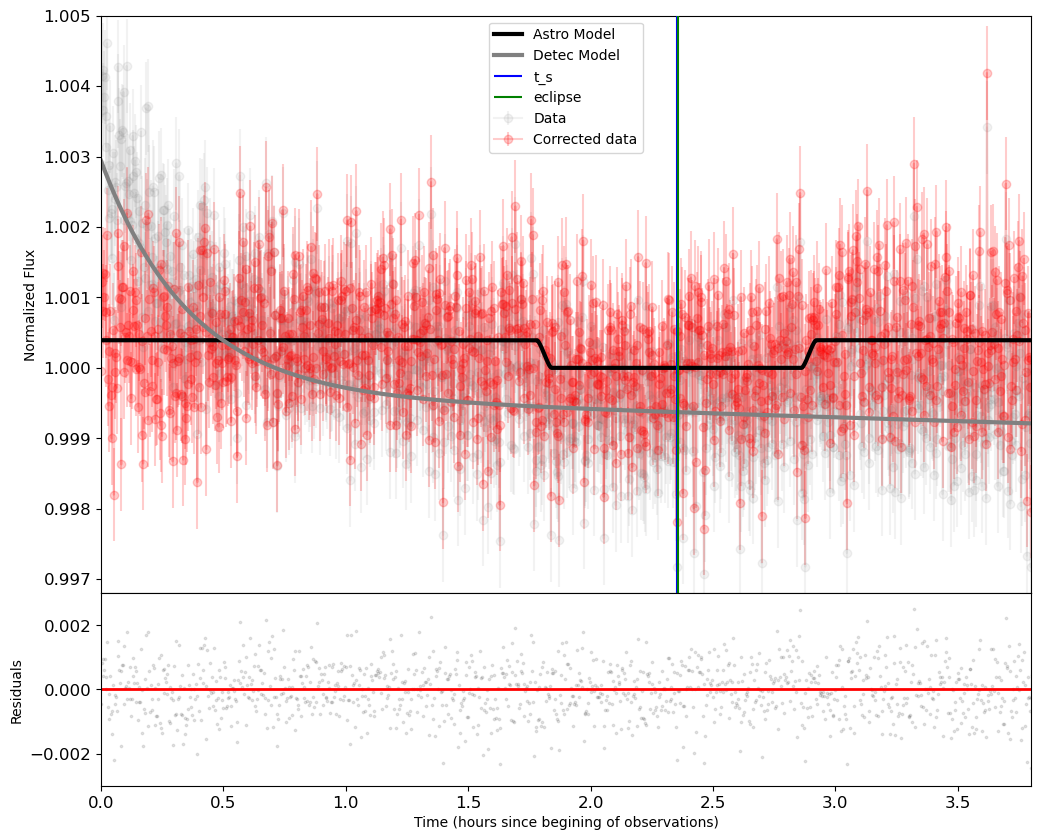 1.005
1.004
1.003
1.002
1.001
1.000
0.999
0.998
0.997
Normalized Flux
Astro Model
Detec Model
t_s
eclipse
Data
Corrected data
0.002
0.000
−0.002
Residuals
0.0 0.5 1.0 1.5 2.0 2.5 3.0 3.5
Time (hours since begining of observations)